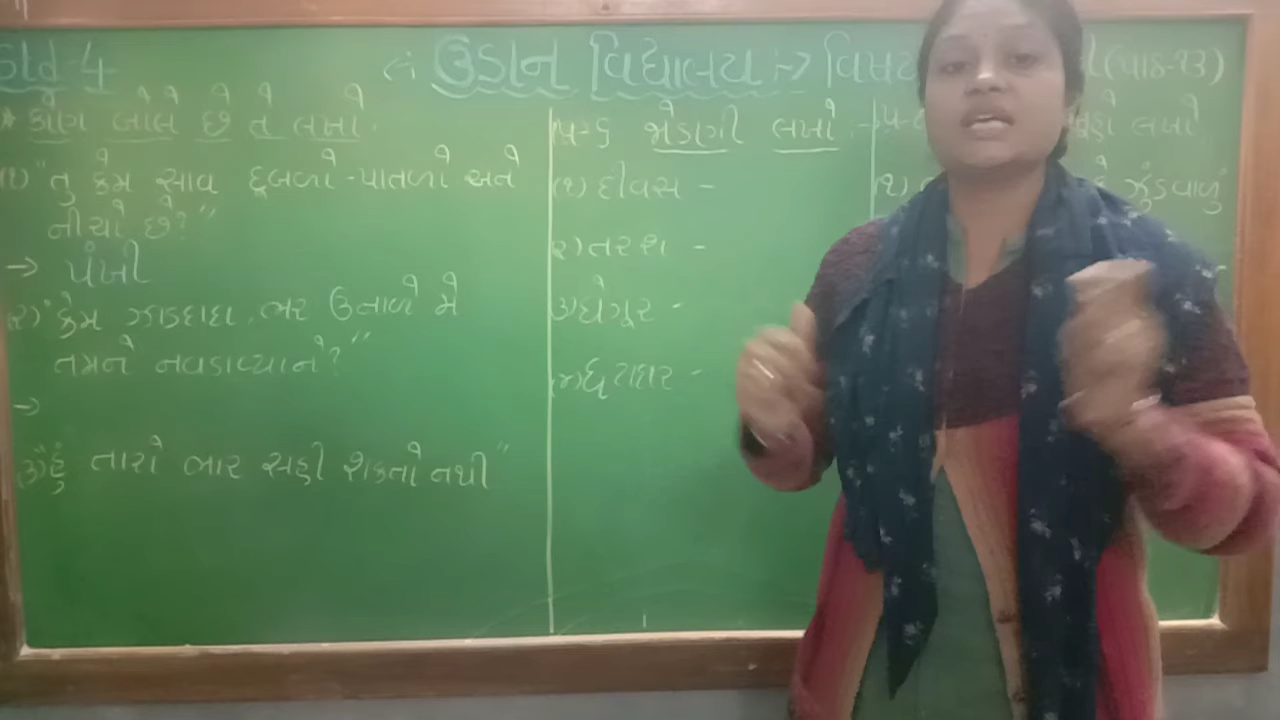 ધોરણ-4
ઉડાન વિદ્યાલય :-> વિષય (પાઠ-૧૩)
* કોણ બોલે છે તે લખો.
(૧) "તુ કેમ સાવ દૂબળો-પાતળો અને
નીચો છે?"
-> પંખી
(૨) "કેમ ઝાડદાદા, ભર ઉનાળે મેં
તમને નવડાવ્યાને?"
->
(૩) "હું તારો ભાર સહી શકતો નથી"
પ્ર-૬ જોડણી લખો :-
(૧) દીવસ -
(૨) તરશ -
(૩)
(૪)
લખો
(૧) ઝુંડવાળું